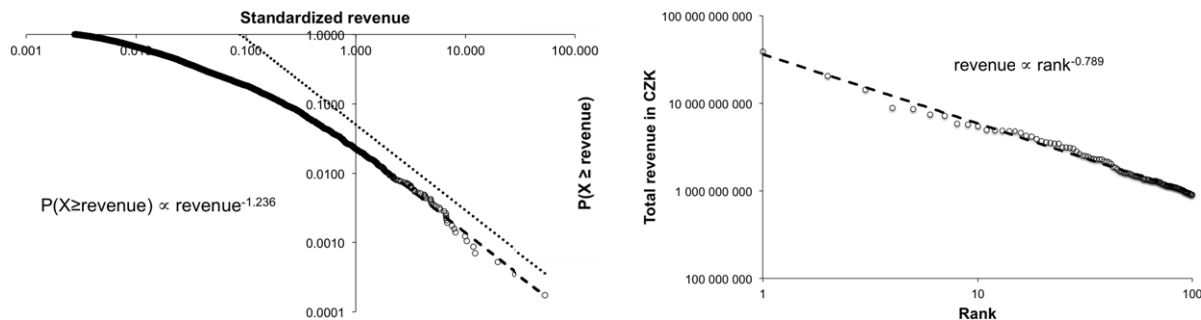 Standardized revenue
1.0000
0.001
0.010
0.100
1.000
10.000
100.000
0.1000
0.0100
0.0010
0.0001
P(X ≥ revenue)
P(X≥revenue) ∝ revenue-1.236
100 000 000 000
10 000 000 000
1 000 000 000
100 000 000
Total revenue in CZK
revenue ∝ rank-0.789
1
10
100
Rank